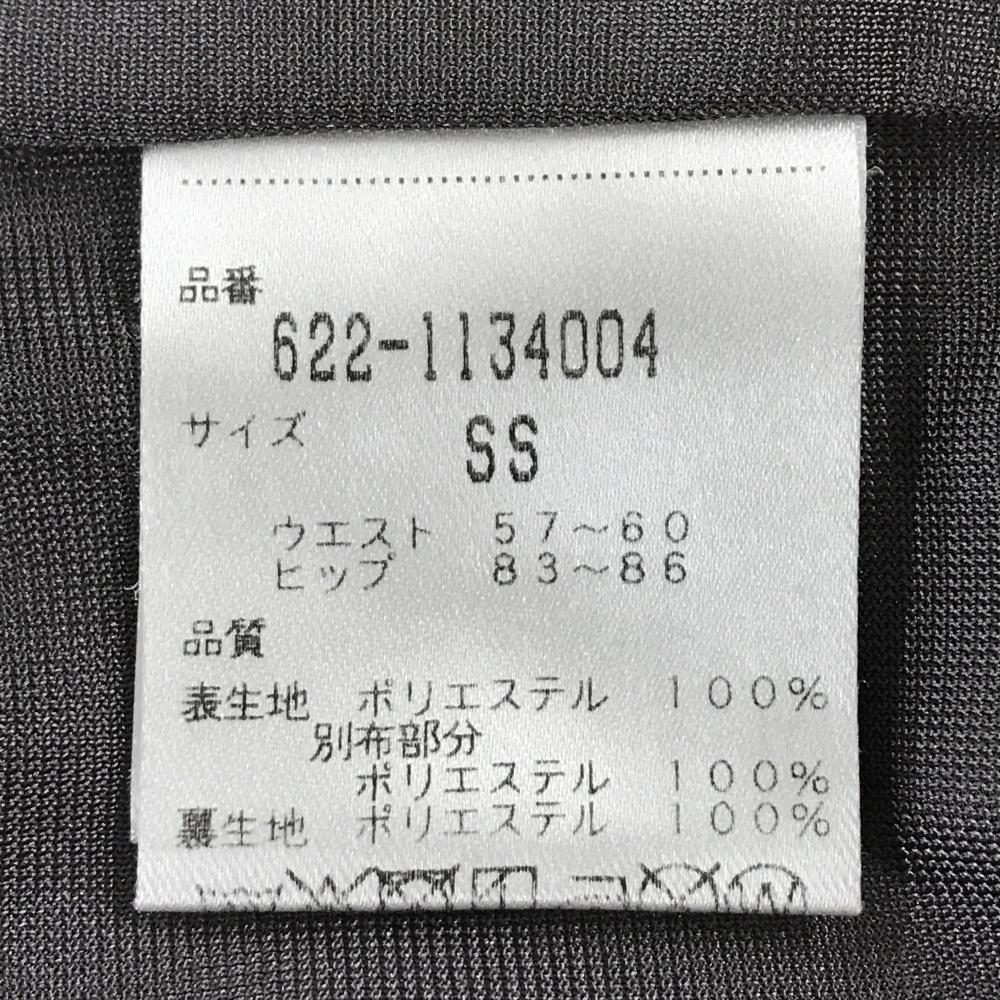 品番
622-1134004
サイズ SS
ウエスト 57～60
ヒップ 83～86
品質
表生地 ポリエステル 100%
別布部分
ポリエステル 100%
裏生地 ポリエステル 100%